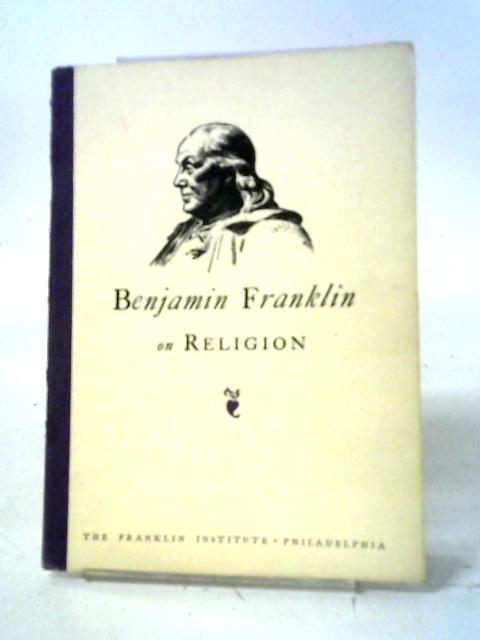 Benjamin Franklin
on RELIGION
THE FRANKLIN INSTITUTE • PHILADELPHIA